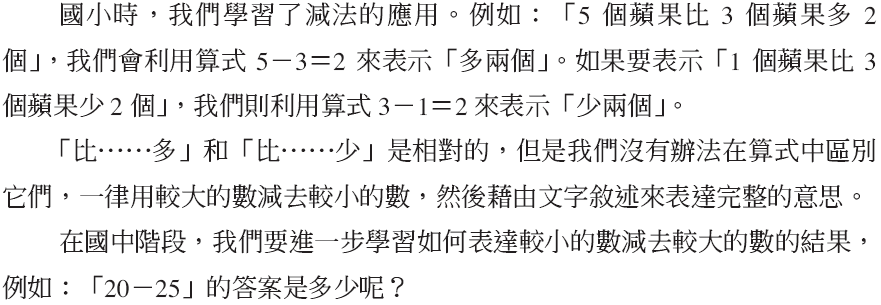 國小時，我們學習了減法的應用。例如：「5 個蘋果比 3 個蘋果多 2
個」，我們會利用算式 5－3＝2 來表示「多兩個」。如果要表示「1 個蘋果比 3
個蘋果少 2 個」，我們則利用算式 3－1＝2 來表示「少兩個」。
「比……多」和「比……少」是相對的，但是我們沒有辦法在算式中區別
它們，一律用較大的數減去較小的數，然後藉由文字敘述來表達完整的意思。
在國中階段，我們要進一步學習如何表達較小的數減去較大的數的結果，
例如：「20－25」的答案是多少呢？